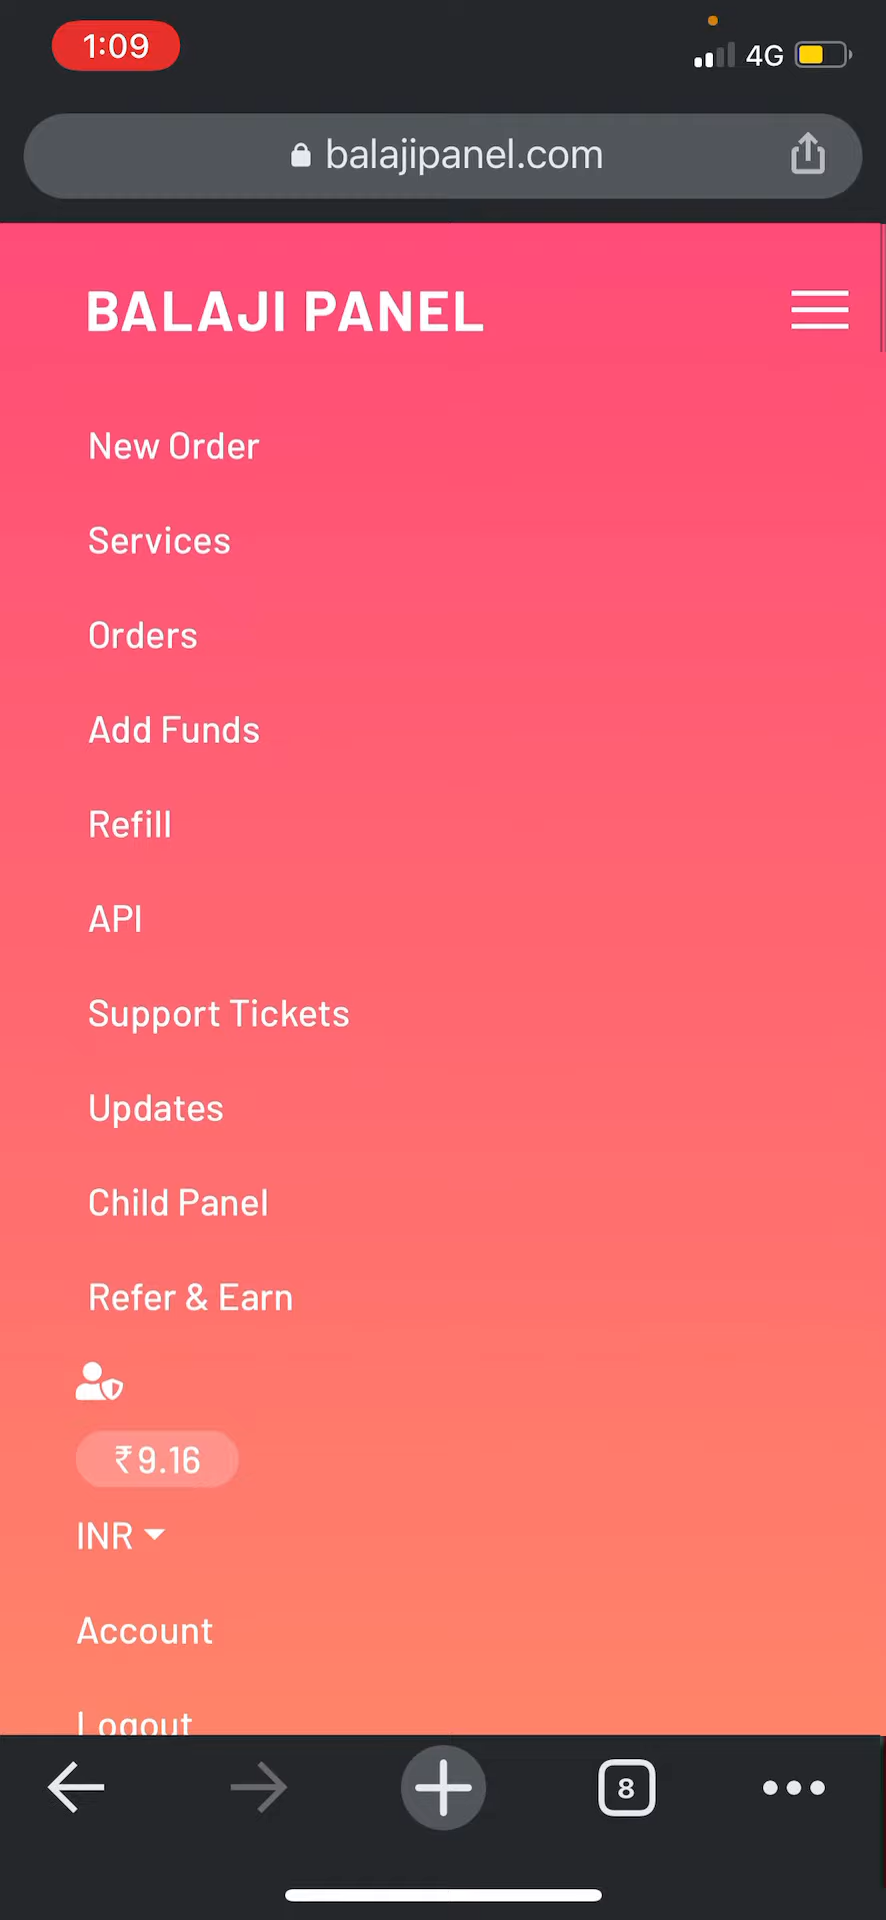 1:09
4G
balajipanel.com
BALAJI PANEL
New Order
Services
Orders
Add Funds
Refill
API
Support Tickets
Updates
Child Panel
Refer & Earn
₹9.16
INR
Account
Logout
8